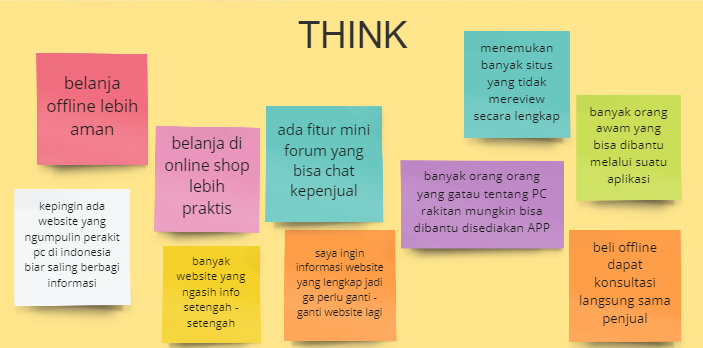 THINK
belanja
offline lebih
aman
belanja di
online shop
lebih
praktis
ada fitur mini
forum yang
bisa chat
kepenjual
menemukan
banyak situs
yang tidak
mereview
secara lengkap
banyak orang
awam yang
bisa dibantu
melalui suatu
aplikasi
banyak orang orang
yang gatau tentang PC
rakitan mungkin bisa
dibantu disediakan APP
kepingin ada
website yang
ngumpulin perakit
pc di indonesia
biar saling berbagi
informasi
banyak
website yang
ngasih info
setengah -
setengah
saya ingin
informasi website
yang lengkap jadi
ga perlu ganti -
ganti website lagi
beli offline
dapat
konsultasi
langsung sama
penjual